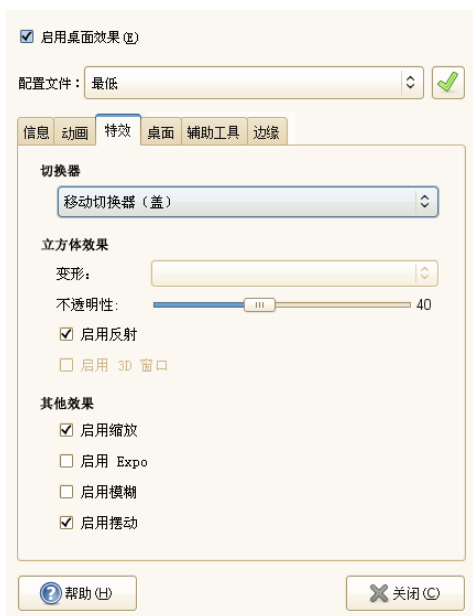 启用桌面效果(E)
配置文件： 最低
信息 动画 特效 桌面 辅助工具 边缘
切换器
移动切换器（盖）
立方体效果
变形：
不透明性: 40
启用反射
启用 3D 窗口
其他效果
启用缩放
启用 Expo
启用模糊
启用摆动
帮助(H) 关闭(C)